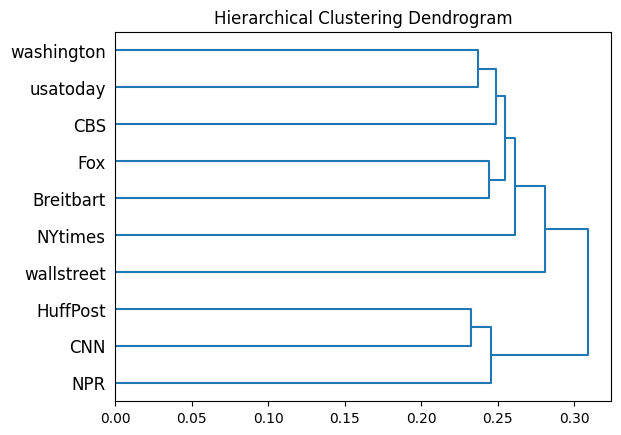 Hierarchical Clustering Dendrogram
washington
usatoday
CBS
Fox
Breitbart
NYtimes
wallstreet
HuffPost
CNN
NPR
0.00 0.05 0.10 0.15 0.20 0.25 0.30